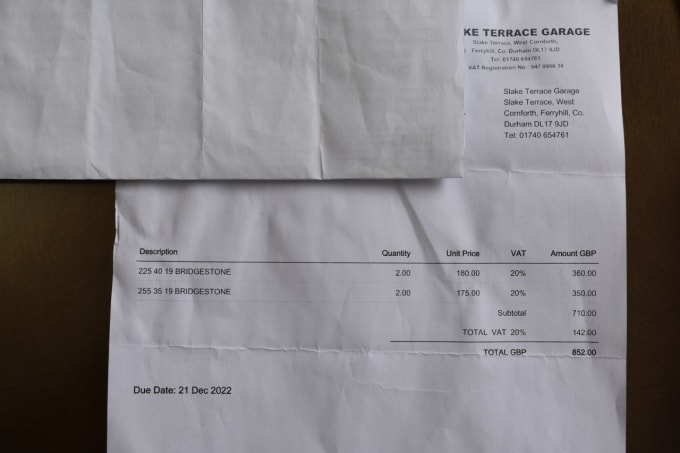 KE TERRACE GARAGE
Slake Terrace, West Cornforth,
Ferryhill, Co. Durham DL17 9JD
Tel: 01740 654761
VAT Registration No.: 947
Slake Terrace Garage
Slake Terrace, West
Cornforth, Ferryhill, Co.
Durham DL17 9JD
Tel: 01740 654761
Description Quantity Unit Price VAT Amount GBP
225 40 19 BRIDGESTONE 2.00 180.00 20% 360.00
255 35 19 BRIDGESTONE 2.00 175.00 20% 350.00
Subtotal 710.00
TOTAL VAT 20% 142.00
TOTAL GBP 852.00
Due Date: 21 Dec 2022